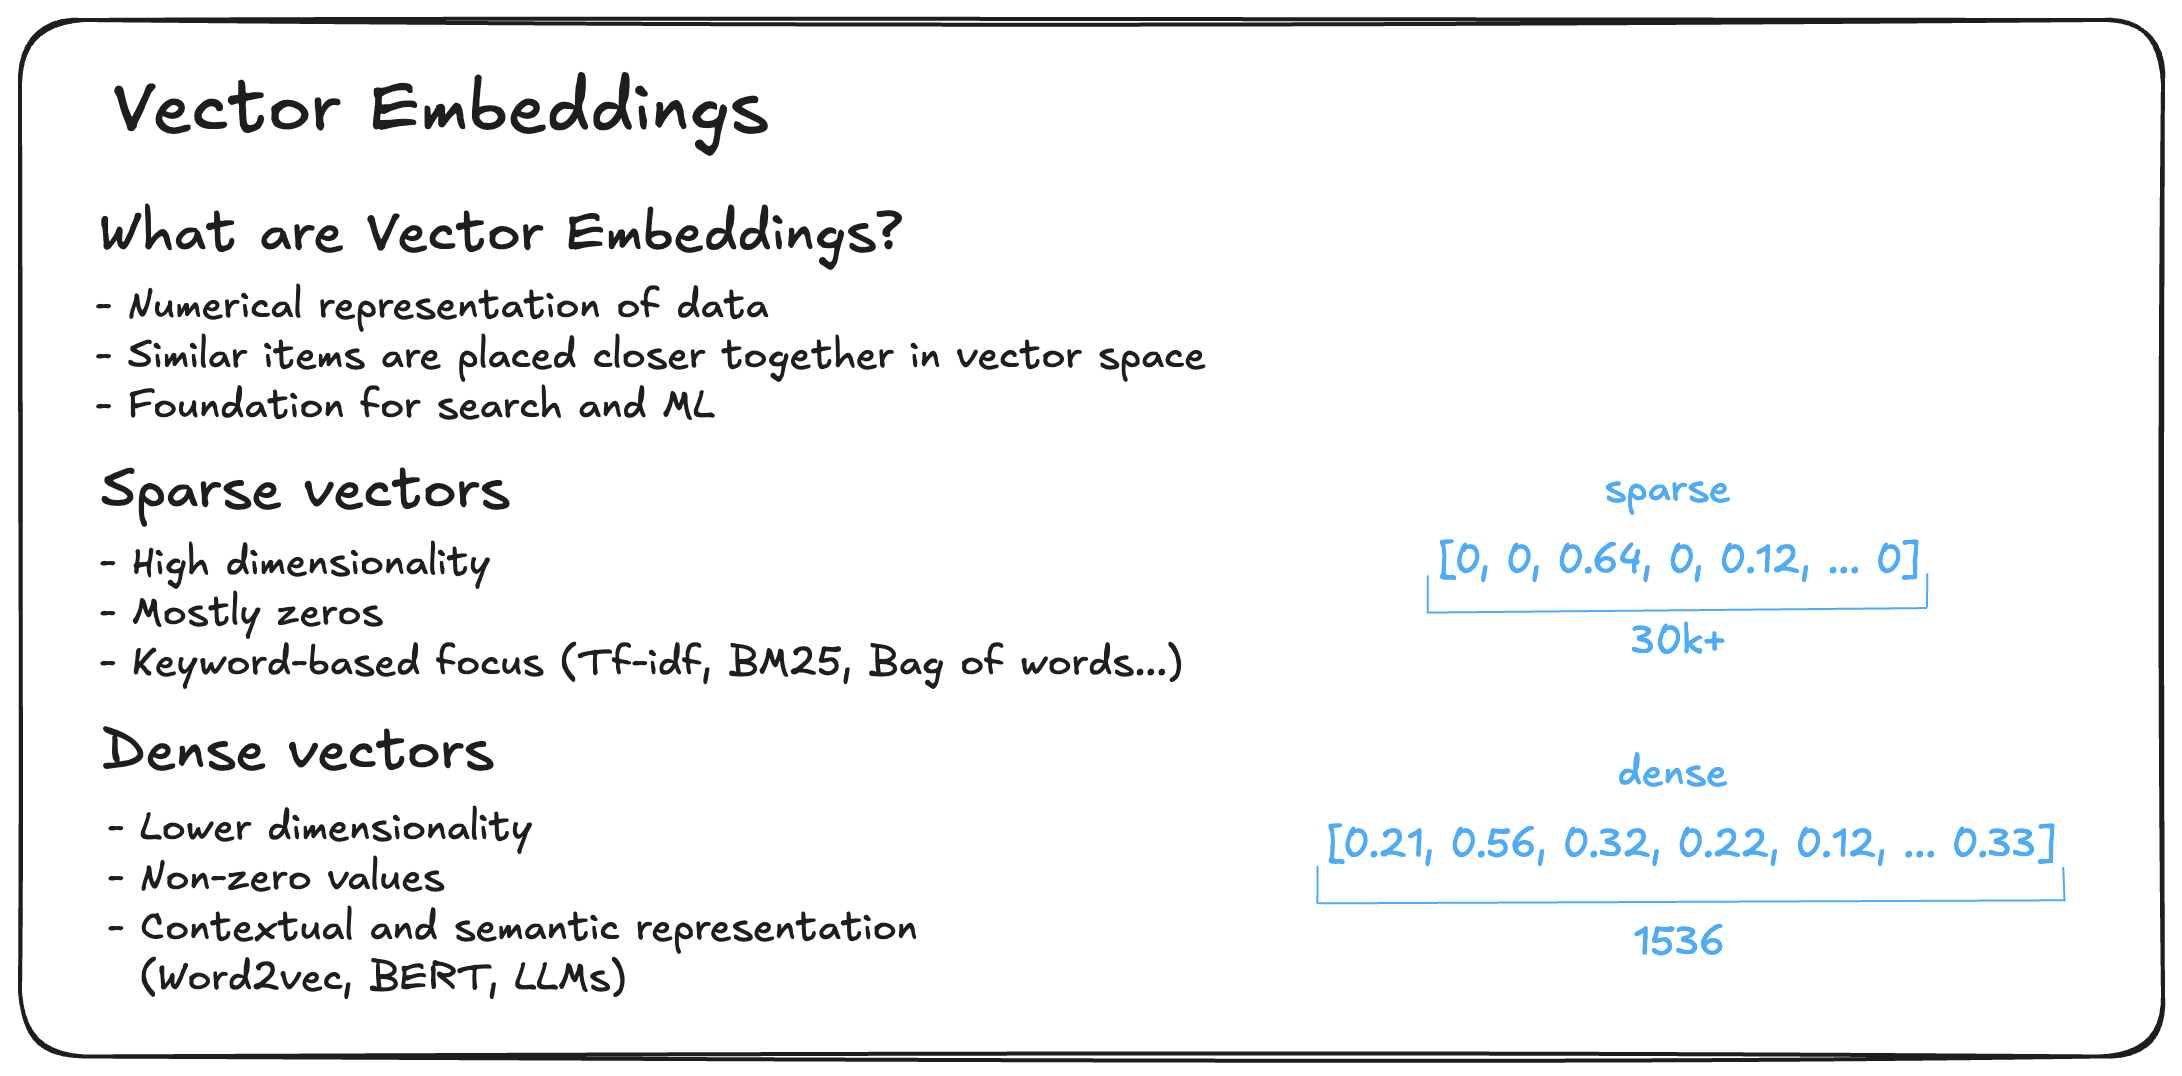 Vector Embeddings
What are Vector Embeddings?
- Numerical representation of data
- Similar items are placed closer together in vector space
- Foundation for search and ML
Sparse vectors
- High dimensionality
- Mostly zeros
- Keyword-based focus (Tf-idf, BM25, Bag of words...)
sparse
[0, 0, 0.64, 0, 0.12, ... 0]
30k+
Dense vectors
- Lower dimensionality
- Non-zero values
- Contextual and semantic representation
(Word2vec, BERT, LLMs)
dense
[0.21, 0.56, 0.32, 0.22, 0.12, ... 0.33]
1536